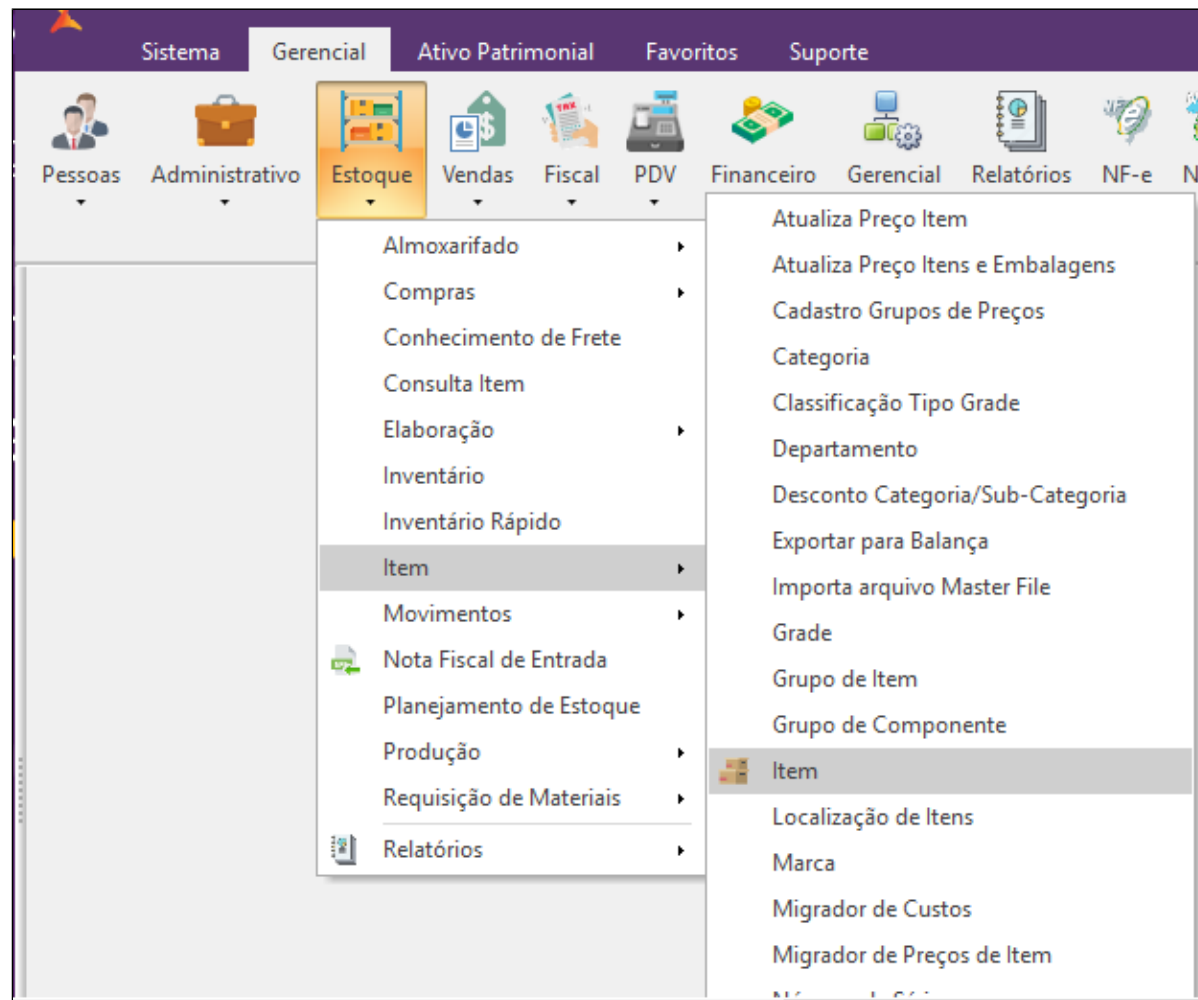 Sistema Gerencial Ativo Patrimonial Favoritos Suporte
Pessoas Administrativo Estoque Vendas Fiscal PDV Financeiro Gerencial Relatórios NF-e N
Almoxarifado
Compras
Conhecimento de Frete
Consulta Item
Elaboração
Inventário
Inventário Rápido
Item
Movimentos
Nota Fiscal de Entrada
Planejamento de Estoque
Produção
Requisição de Materiais
Relatórios
Atualiza Preço Item
Atualiza Preço Itens e Embalagens
Cadastro Grupos de Preços
Categoria
Classificação Tipo Grade
Departamento
Desconto Categoria/Sub-Categoria
Exportar para Balança
Importa arquivo Master File
Grade
Grupo de Item
Grupo de Componente
Item
Localização de Itens
Marca
Migrador de Custos
Migrador de Preços de Item